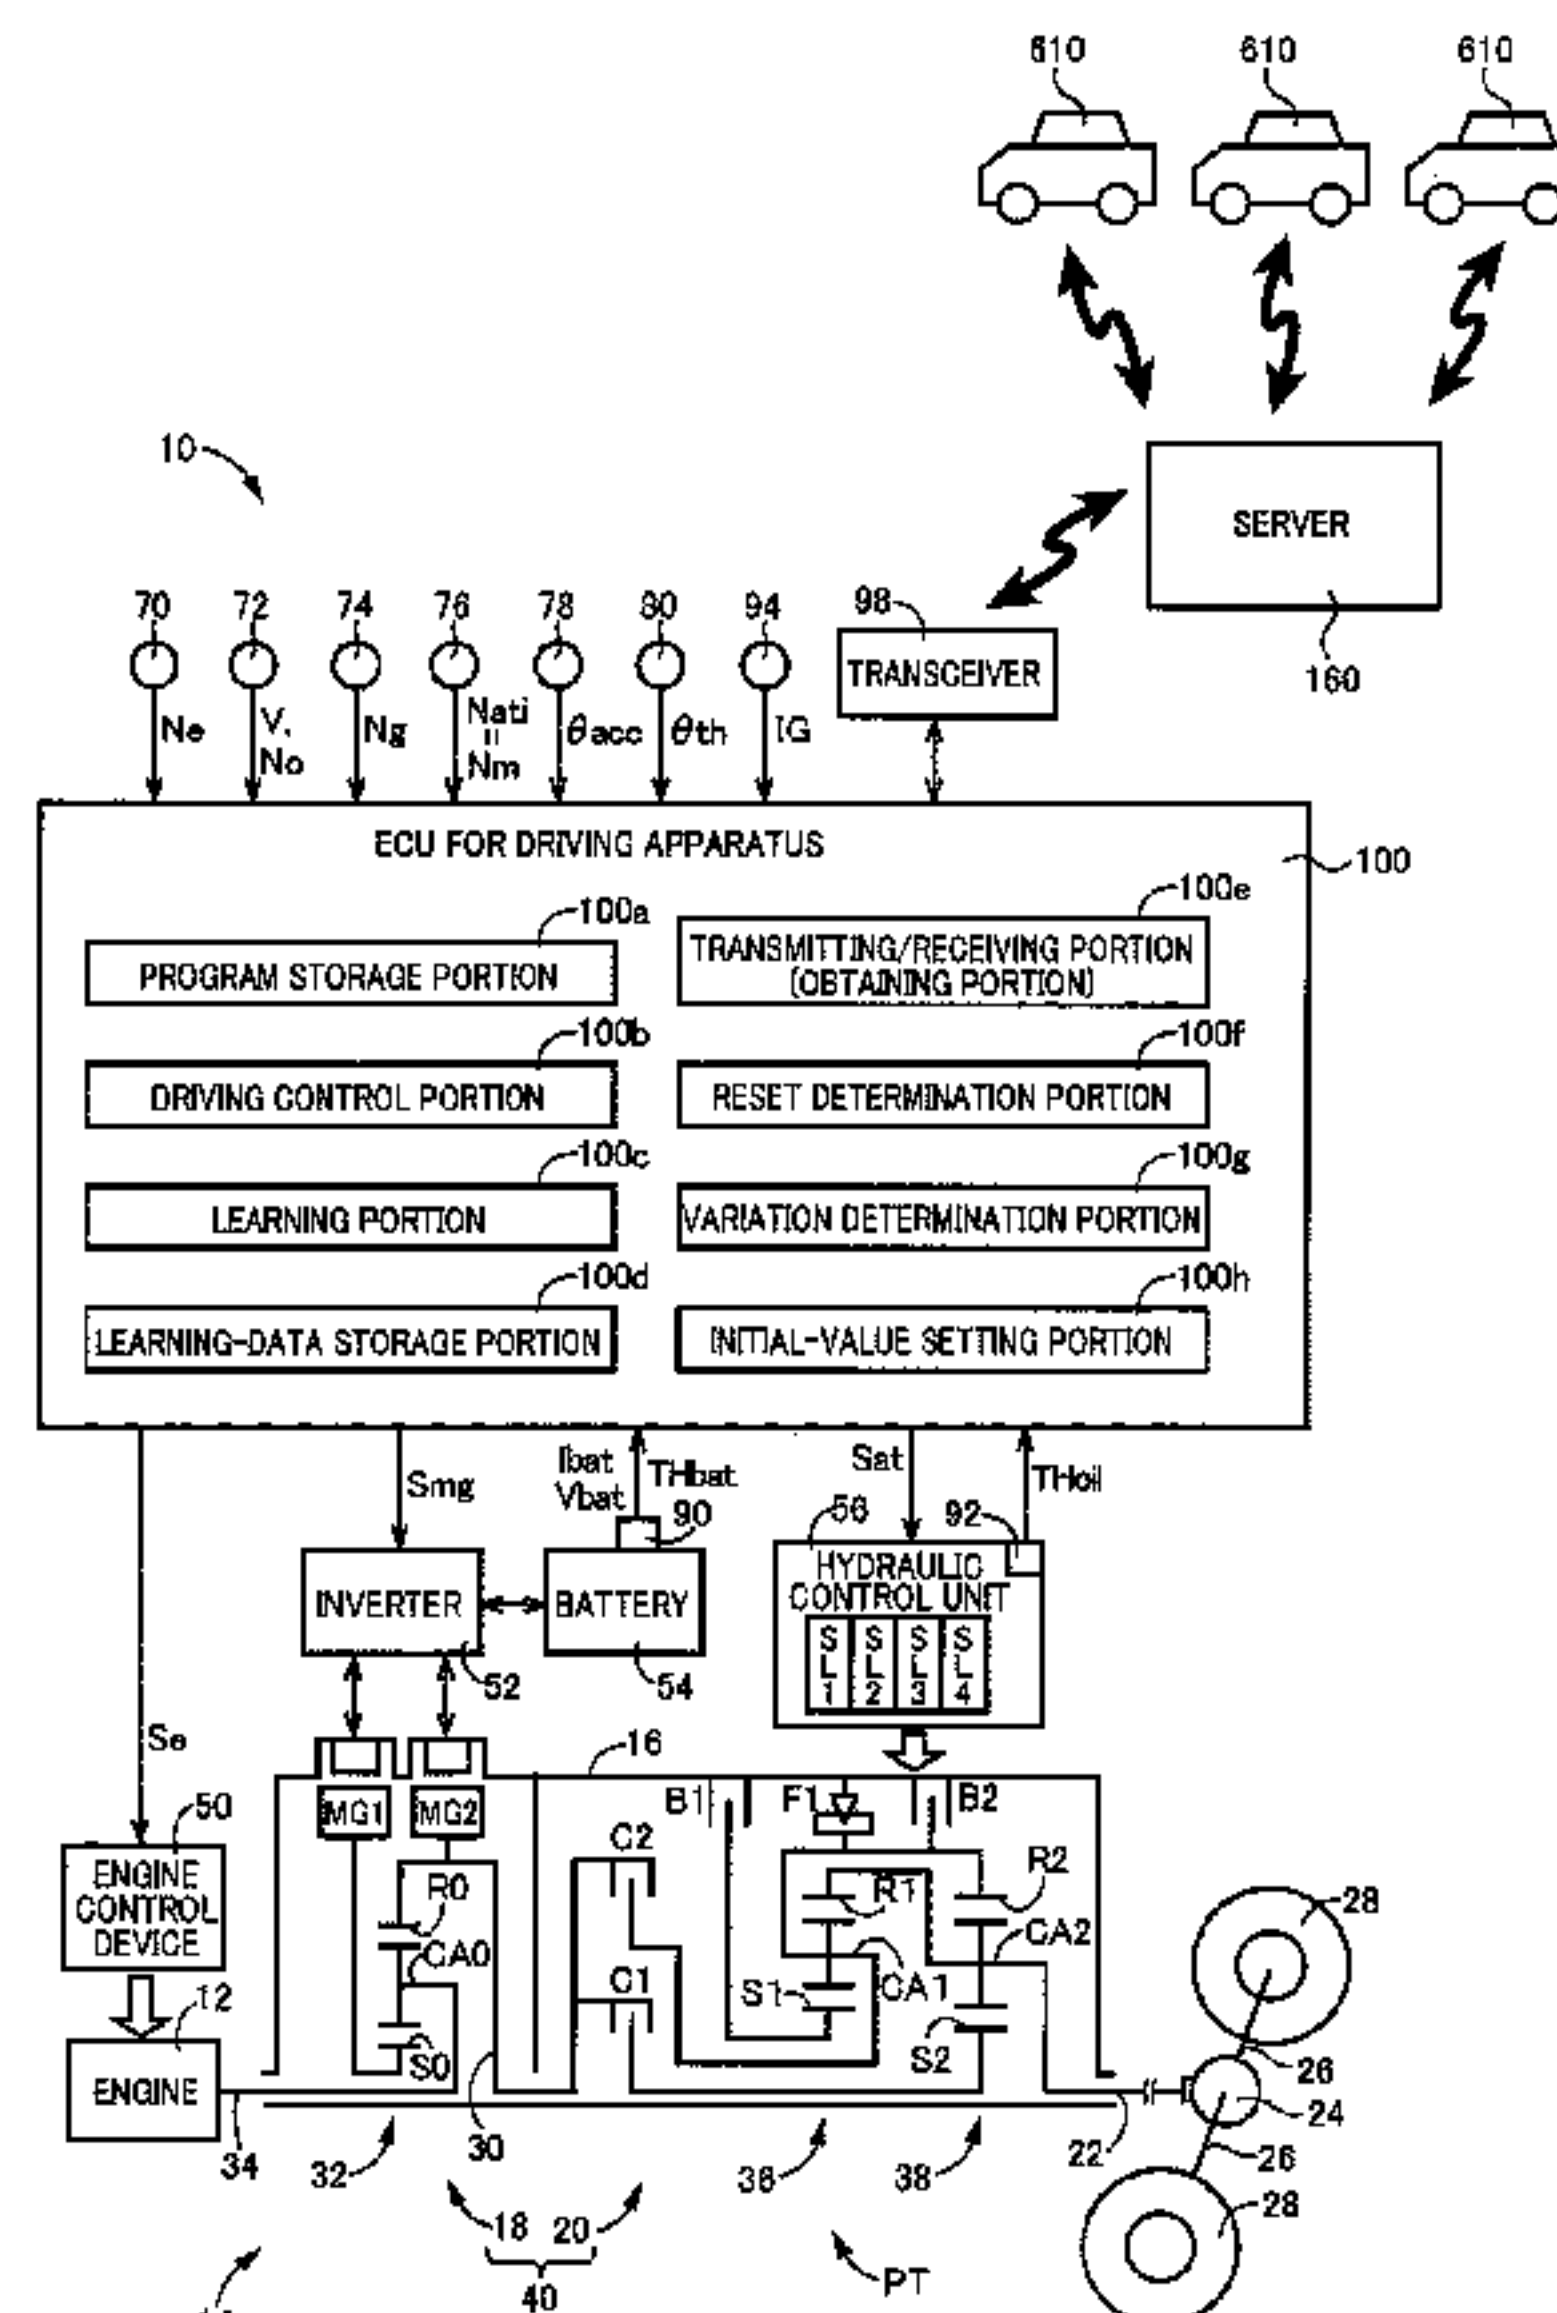 610 610 610
10
SERVER
160
70 72 74 76 78 80 94 98
TRANSCEIVER
Ne V, No Ng Nati = Nm θacc θth IG
ECU FOR DRIVING APPARATUS
100
100a
PROGRAM STORAGE PORTION
100b
DRIVING CONTROL PORTION
100c
LEARNING PORTION
100d
LEARNING-DATA STORAGE PORTION
100e
TRANSMITTING/RECEIVING PORTION
(OBTAINING PORTION)
100f
RESET DETERMINATION PORTION
100g
VARIATION DETERMINATION PORTION
100h
INITIAL-VALUE SETTING PORTION
Se
Smg
Ibat
Vbat
THbat
90
Sat
THoil
56
92
INVERTER
52
BATTERY
54
HYDRAULIC
CONTROL UNIT
SL1 SL2 SL3 SL4
16
MG1 MG2
B1 F1 B2
50
ENGINE
CONTROL
DEVICE
C2
R0
R1
R2
CA0
CA1
CA2
C1
S1
S0
S2
12
ENGINE
28
26
24
26
28
34
32
30
36
38
22
18 20
40
PT